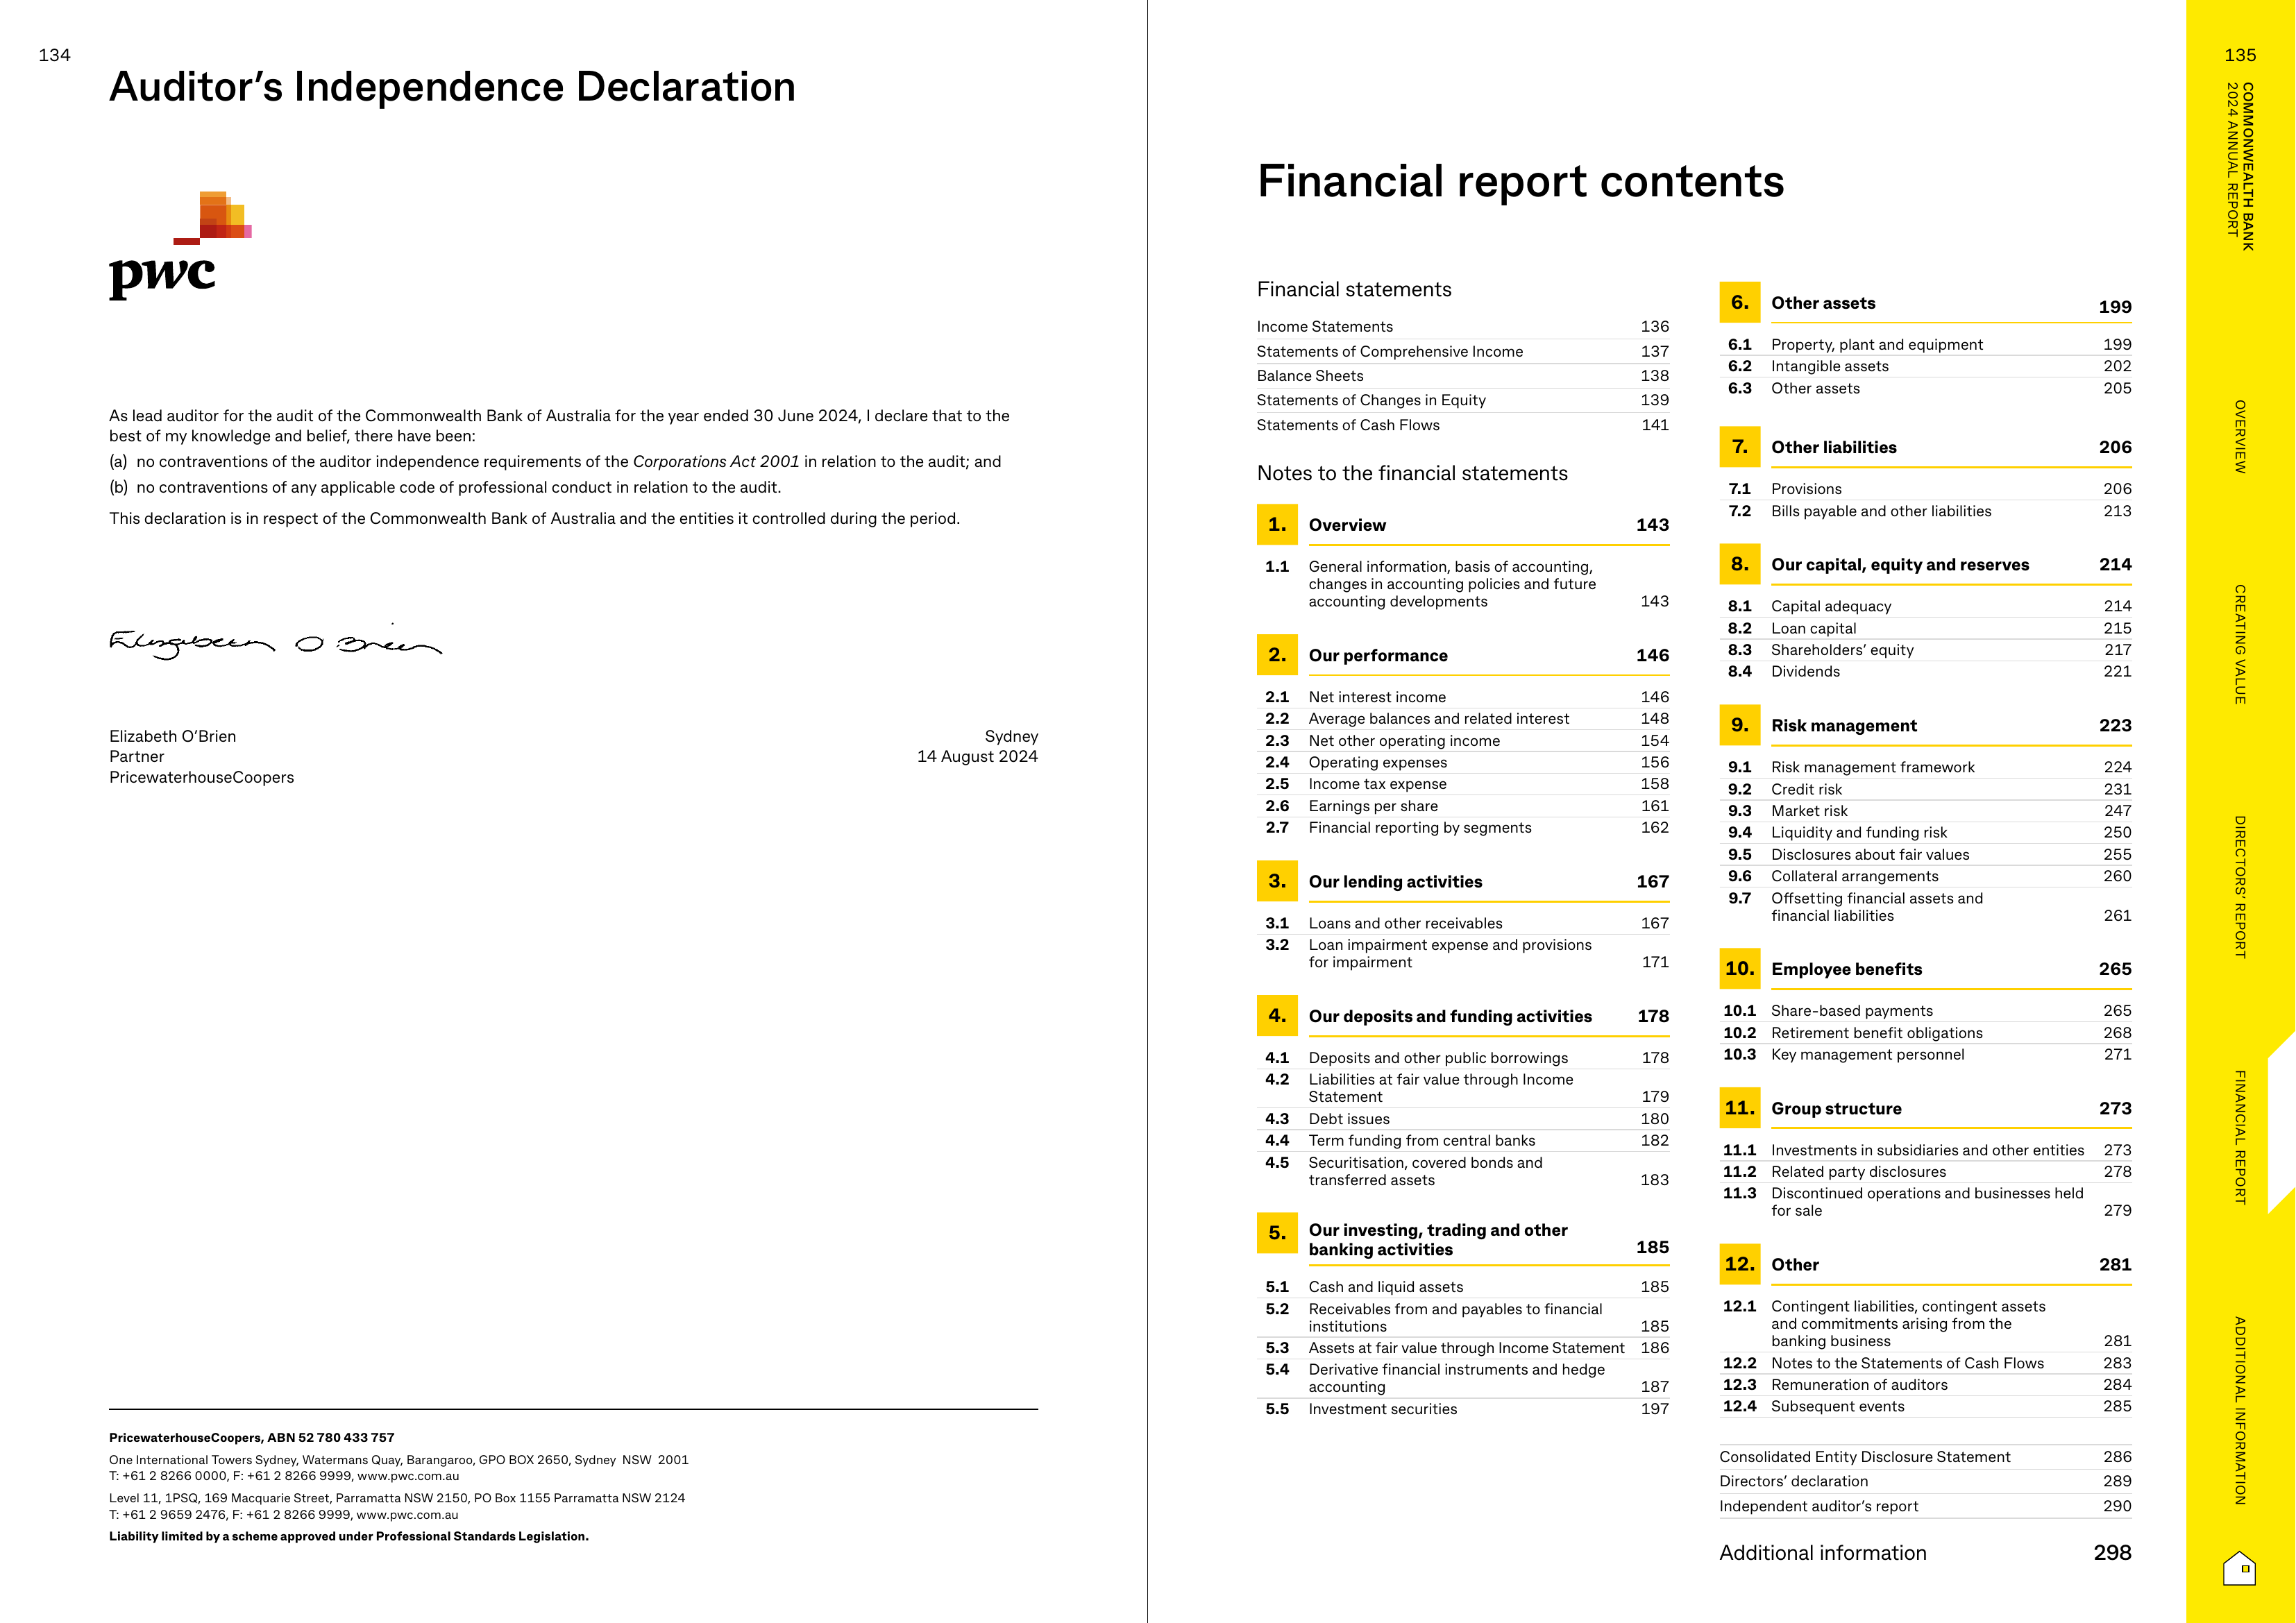 134
Auditor’s Independence Declaration
pwc
As lead auditor for the audit of the Commonwealth Bank of Australia for the year ended 30 June 2024, I declare that to the
best of my knowledge and belief, there have been:
(a) no contraventions of the auditor independence requirements of the Corporations Act 2001 in relation to the audit; and
(b) no contraventions of any applicable code of professional conduct in relation to the audit.
This declaration is in respect of the Commonwealth Bank of Australia and the entities it controlled during the period.
Elizabeth O Brien
Elizabeth O’Brien
Partner
PricewaterhouseCoopers
Sydney
14 August 2024
PricewaterhouseCoopers, ABN 52 780 433 757
One International Towers Sydney, Watermans Quay, Barangaroo, GPO BOX 2650, Sydney NSW 2001
T: +61 2 8266 0000, F: +61 2 8266 9999, www.pwc.com.au
Level 11, 1PSQ, 169 Macquarie Street, Parramatta NSW 2150, PO Box 1155 Parramatta NSW 2124
T: +61 2 9659 2476, F: +61 2 8266 9999, www.pwc.com.au
Liability limited by a scheme approved under Professional Standards Legislation.
Financial report contents
Financial statements
Income Statements 136
Statements of Comprehensive Income 137
Balance Sheets 138
Statements of Changes in Equity 139
Statements of Cash Flows 141
Notes to the financial statements
1. Overview 143
1.1 General information, basis of accounting,
changes in accounting policies and future
accounting developments 143
2. Our performance 146
2.1 Net interest income 146
2.2 Average balances and related interest 148
2.3 Net other operating income 154
2.4 Operating expenses 156
2.5 Income tax expense 158
2.6 Earnings per share 161
2.7 Financial reporting by segments 162
3. Our lending activities 167
3.1 Loans and other receivables 167
3.2 Loan impairment expense and provisions
for impairment 171
4. Our deposits and funding activities 178
4.1 Deposits and other public borrowings 178
4.2 Liabilities at fair value through Income
Statement 179
4.3 Debt issues 180
4.4 Term funding from central banks 182
4.5 Securitisation, covered bonds and
transferred assets 183
5. Our investing, trading and other
banking activities 185
5.1 Cash and liquid assets 185
5.2 Receivables from and payables to financial
institutions 185
5.3 Assets at fair value through Income Statement 186
5.4 Derivative financial instruments and hedge
accounting 187
5.5 Investment securities 197
6. Other assets 199
6.1 Property, plant and equipment 199
6.2 Intangible assets 202
6.3 Other assets 205
7. Other liabilities 206
7.1 Provisions 206
7.2 Bills payable and other liabilities 213
8. Our capital, equity and reserves 214
8.1 Capital adequacy 214
8.2 Loan capital 215
8.3 Shareholders’ equity 217
8.4 Dividends 221
9. Risk management 223
9.1 Risk management framework 224
9.2 Credit risk 231
9.3 Market risk 247
9.4 Liquidity and funding risk 250
9.5 Disclosures about fair values 255
9.6 Collateral arrangements 260
9.7 Offsetting financial assets and
financial liabilities 261
10. Employee benefits 265
10.1 Share-based payments 265
10.2 Retirement benefit obligations 268
10.3 Key management personnel 271
11. Group structure 273
11.1 Investments in subsidiaries and other entities 273
11.2 Related party disclosures 278
11.3 Discontinued operations and businesses held
for sale 279
12. Other 281
12.1 Contingent liabilities, contingent assets
and commitments arising from the
banking business 281
12.2 Notes to the Statements of Cash Flows 283
12.3 Remuneration of auditors 284
12.4 Subsequent events 285
Consolidated Entity Disclosure Statement 286
Directors’ declaration 289
Independent auditor’s report 290
Additional information 298
135
COMMONWEALTH BANK
2024 ANNUAL REPORT
OVERVIEW
CREATING VALUE
DIRECTORS’ REPORT
FINANCIAL REPORT
ADDITIONAL INFORMATION